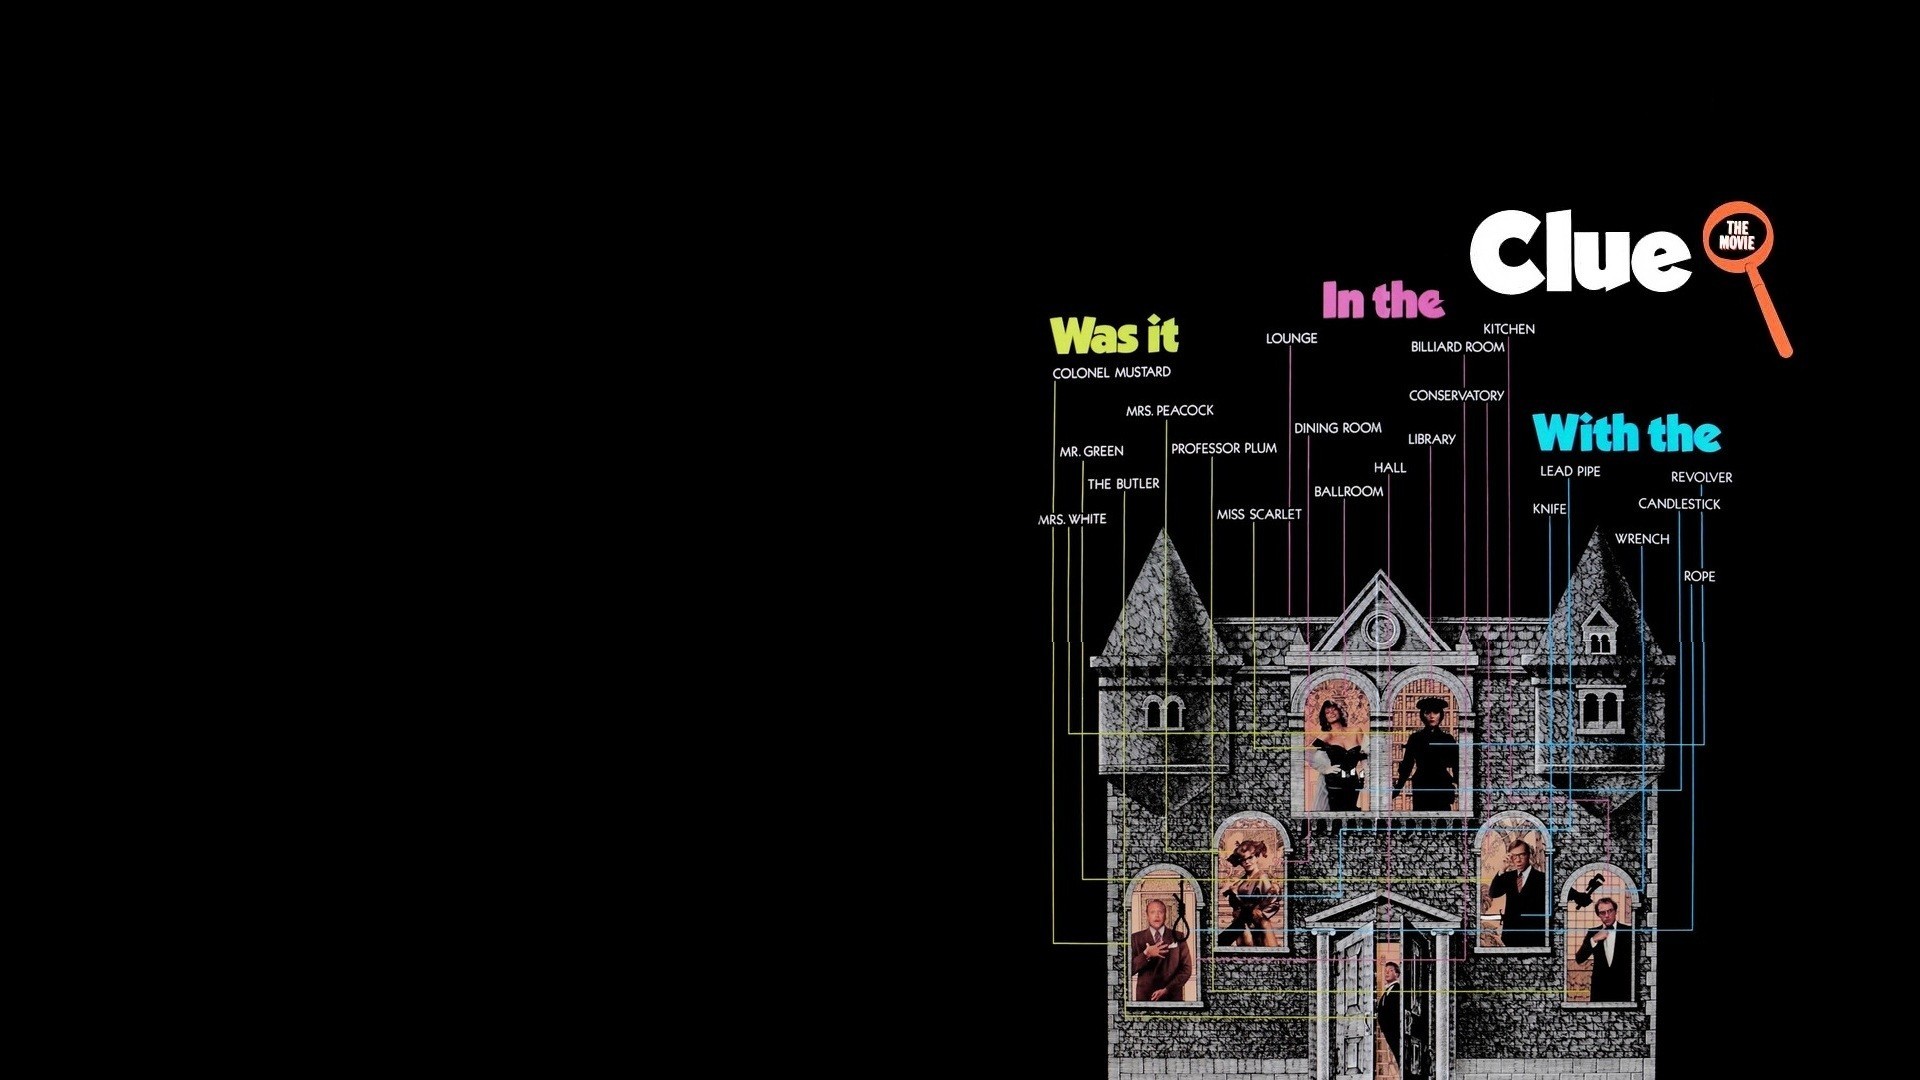 Clue
THE
MOVIE
Was it
COLONEL MUSTARD
MRS. PEACOCK
MR. GREEN
PROFESSOR PLUM
THE BUTLER
MISS SCARLET
MRS. WHITE
In the
KITCHEN
LOUNGE
BILLIARD ROOM
CONSERVATORY
DINING ROOM
LIBRARY
HALL
BALLROOM
With the
LEAD PIPE
REVOLVER
CANDLESTICK
KNIFE
WRENCH
ROPE